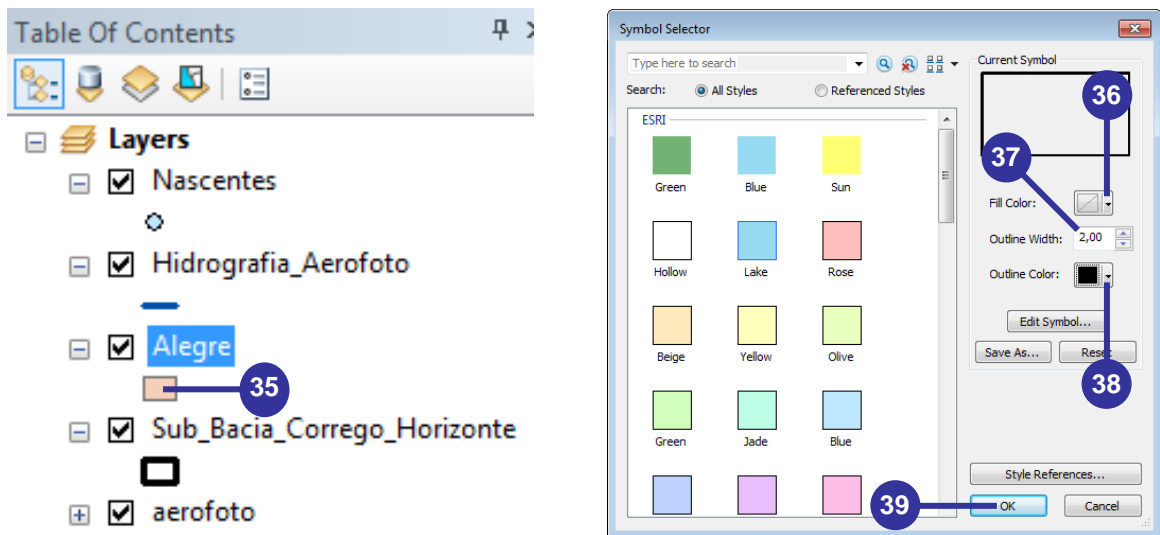 Table Of Contents
Layers
Nascentes
Hidrografia_Aerofoto
Alegre
35
Sub_Bacia_Corrego_Horizonte
aerofoto
Symbol Selector
Type here to search
Search:
All Styles
Referenced Styles
ESRI
Green Blue Sun
Hollow Lake Rose
Beige Yellow Olive
Green Jade Blue
Current Symbol
36
37
Fill Color:
Outline Width: 2,00
Outline Color:
Edit Symbol...
Save As... Reset
38
Style References...
39
OK Cancel